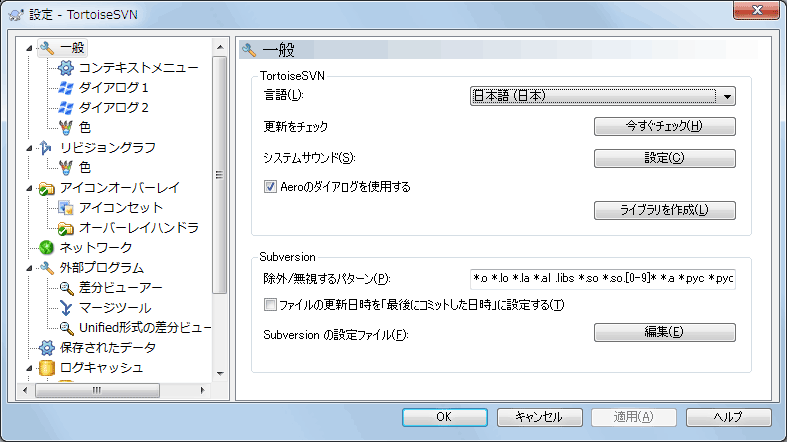 設定 - TortoiseSVN
一般
コンテキストメニュー
ダイアログ1
ダイアログ2
色
リビジョングラフ
色
アイコンオーバーレイ
アイコンセット
オーバーレイハンドラ
ネットワーク
外部プログラム
差分ビューアー
マージツール
Unified形式の差分ビュー
保存されたデータ
ログキャッシュ
一般
TortoiseSVN
言語(L): 日本語 (日本)
更新をチェック 今すぐチェック(H)
システムサウンド(S): 設定(C)
Aeroのダイアログを使用する
ライブラリを作成(L)
Subversion
除外/無視するパターン(P): *.o *.lo *.la *.al .libs *.so *.so.[0-9]* *.a *.pyc *.pyo
ファイルの更新日時を「最後にコミットした日時」に設定する(T)
Subversion の設定ファイル(F): 編集(E)
OK キャンセル 適用(A) ヘルプ